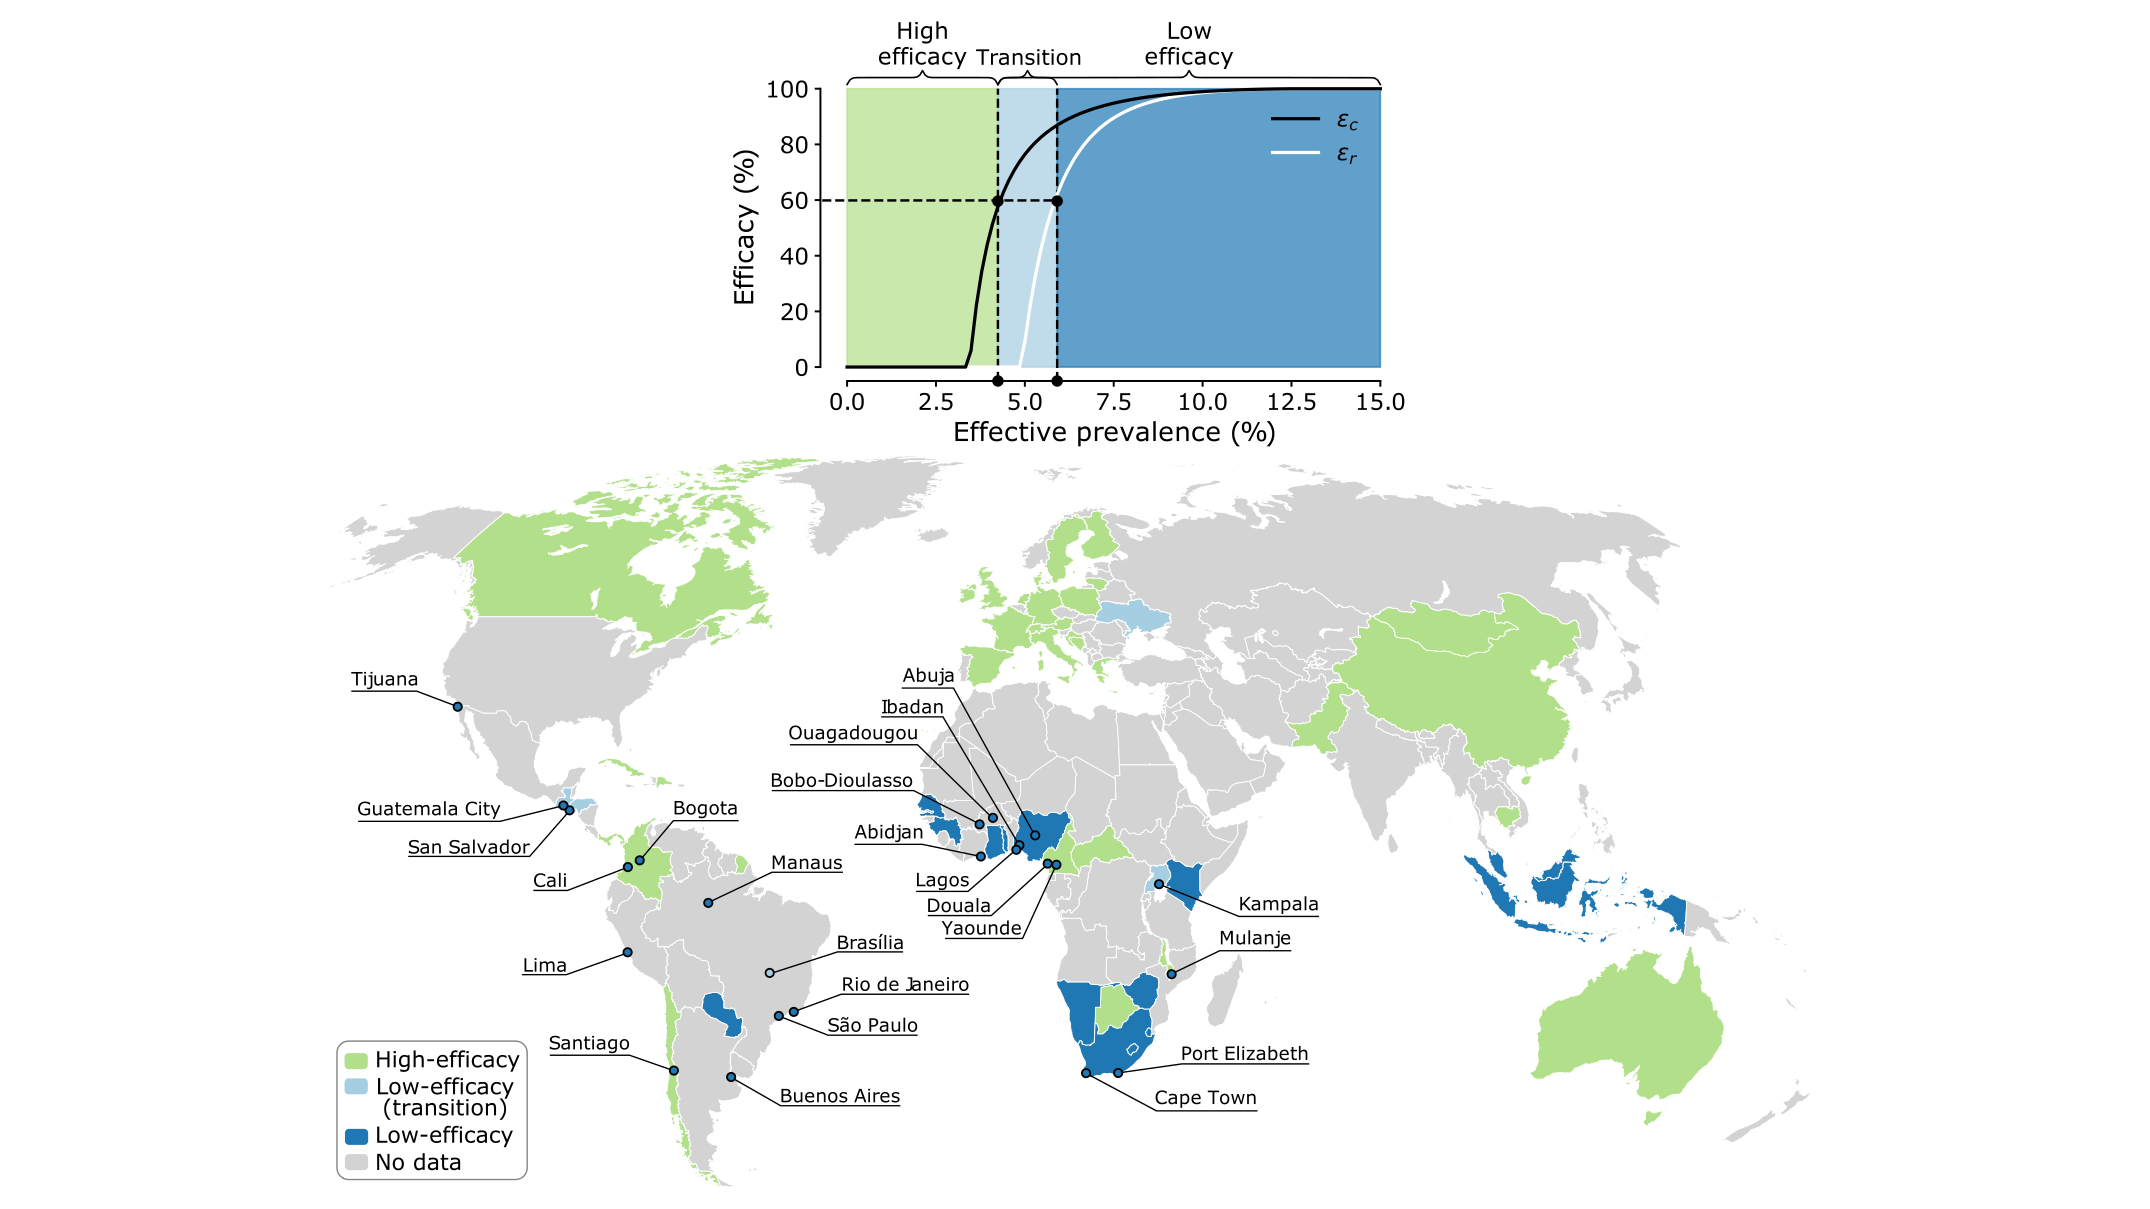 High
efficacy
Transition
Low
efficacy
100
80
60
40
20
0
Efficacy (%)
εc
εr
0.0 2.5 5.0 7.5 10.0 12.5 15.0
Effective prevalence (%)
Tijuana
Abuja
Ibadan
Ouagadougou
Bobo-Dioulasso
Guatemala City
Bogota
Abidjan
San Salvador
Manaus
Cali
Lagos
Douala
Kampala
Yaounde
Brasília
Mulanje
Lima
Rio de Janeiro
São Paulo
Santiago
Port Elizabeth
Buenos Aires
Cape Town
High-efficacy
Low-efficacy
(transition)
Low-efficacy
No data